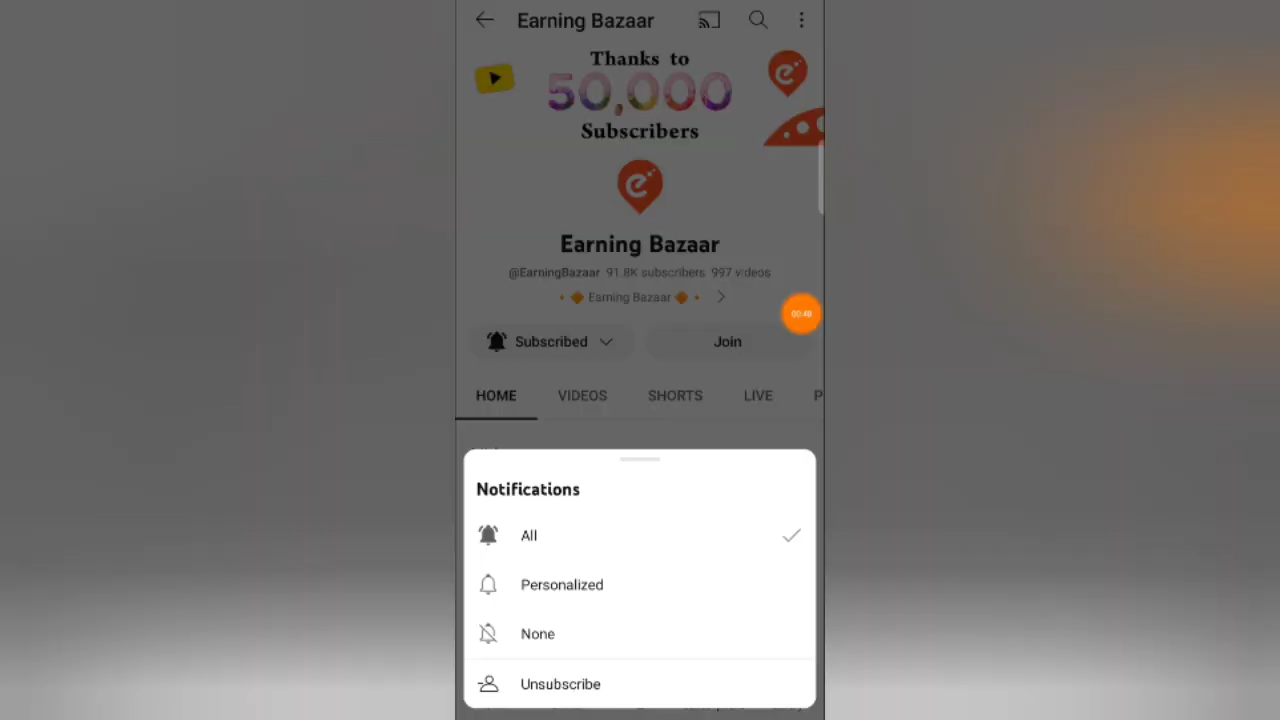 Earning Bazaar
Thanks to
50,000
Subscribers
Earning Bazaar
@EarningBazaar 91.8K subscribers 997 videos
Earning Bazaar
Subscribed
Join
HOME VIDEOS SHORTS LIVE P
Notifications
All
Personalized
None
Unsubscribe